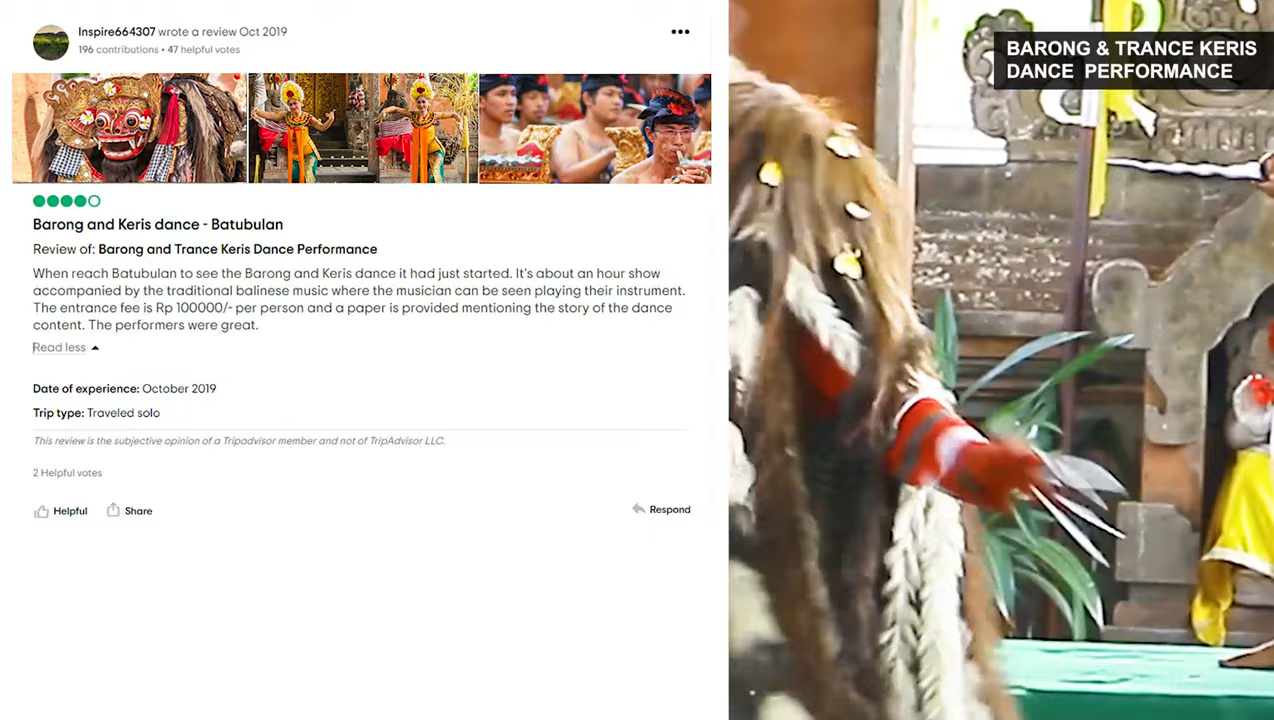 Inspire664307 wrote a review Oct 2019
196 contributions • 47 helpful votes
Barong and Keris dance - Batubulan
Review of: Barong and Trance Keris Dance Performance
When reach Batubulan to see the Barong and Keris dance it had just started. It's about an hour show
accompanied by the traditional balinese music where the musician can be seen playing their instrument.
The entrance fee is Rp 100000/- per person and a paper is provided mentioning the story of the dance
content. The performers were great.
Read less
Date of experience: October 2019
Trip type: Traveled solo
This review is the subjective opinion of a Tripadvisor member and not of TripAdvisor LLC.
2 Helpful votes
Helpful
Share
Respond
BARONG & TRANCE KERIS
DANCE PERFORMANCE